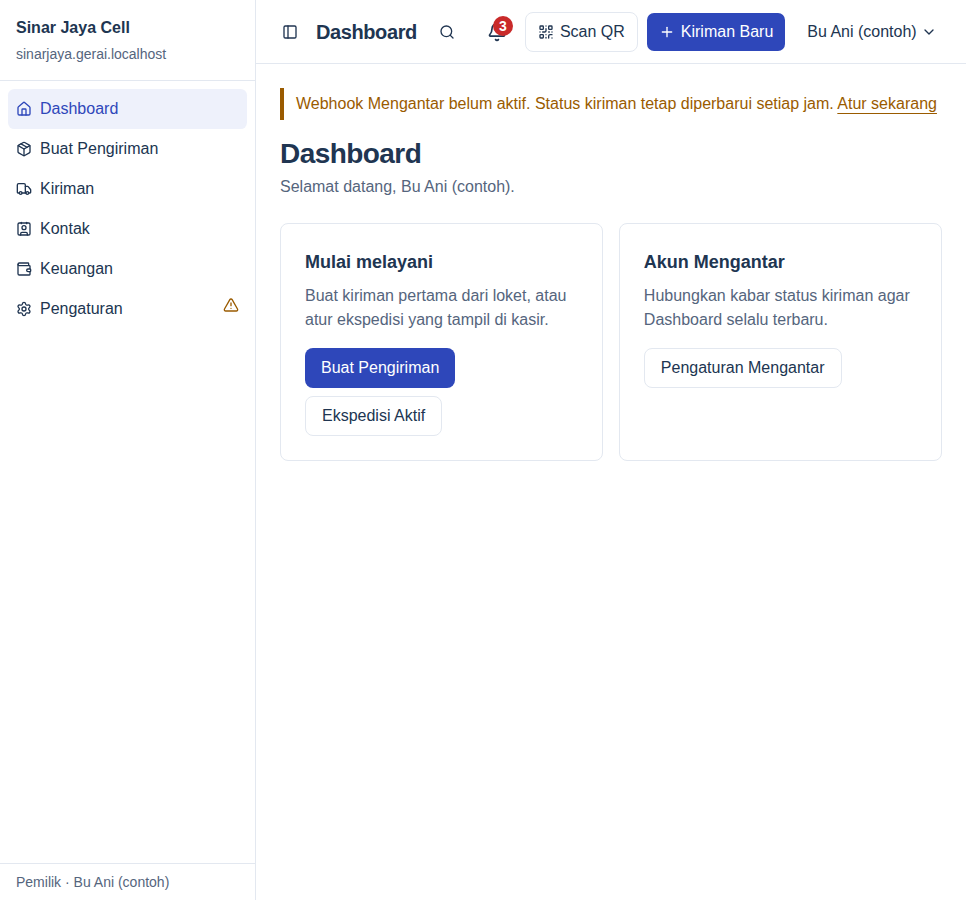 Sinar Jaya Cell
sinarjaya.gerai.localhost
Dashboard
Buat Pengiriman
Kiriman
Kontak
Keuangan
Pengaturan
Pemilik · Bu Ani (contoh)
Dashboard
3
Scan QR
Kiriman Baru
Bu Ani (contoh)
Webhook Mengantar belum aktif. Status kiriman tetap diperbarui setiap jam. Atur sekarang
Dashboard
Selamat datang, Bu Ani (contoh).
Mulai melayani
Buat kiriman pertama dari loket, atau
atur ekspedisi yang tampil di kasir.
Buat Pengiriman
Ekspedisi Aktif
Akun Mengantar
Hubungkan kabar status kiriman agar
Dashboard selalu terbaru.
Pengaturan Mengantar